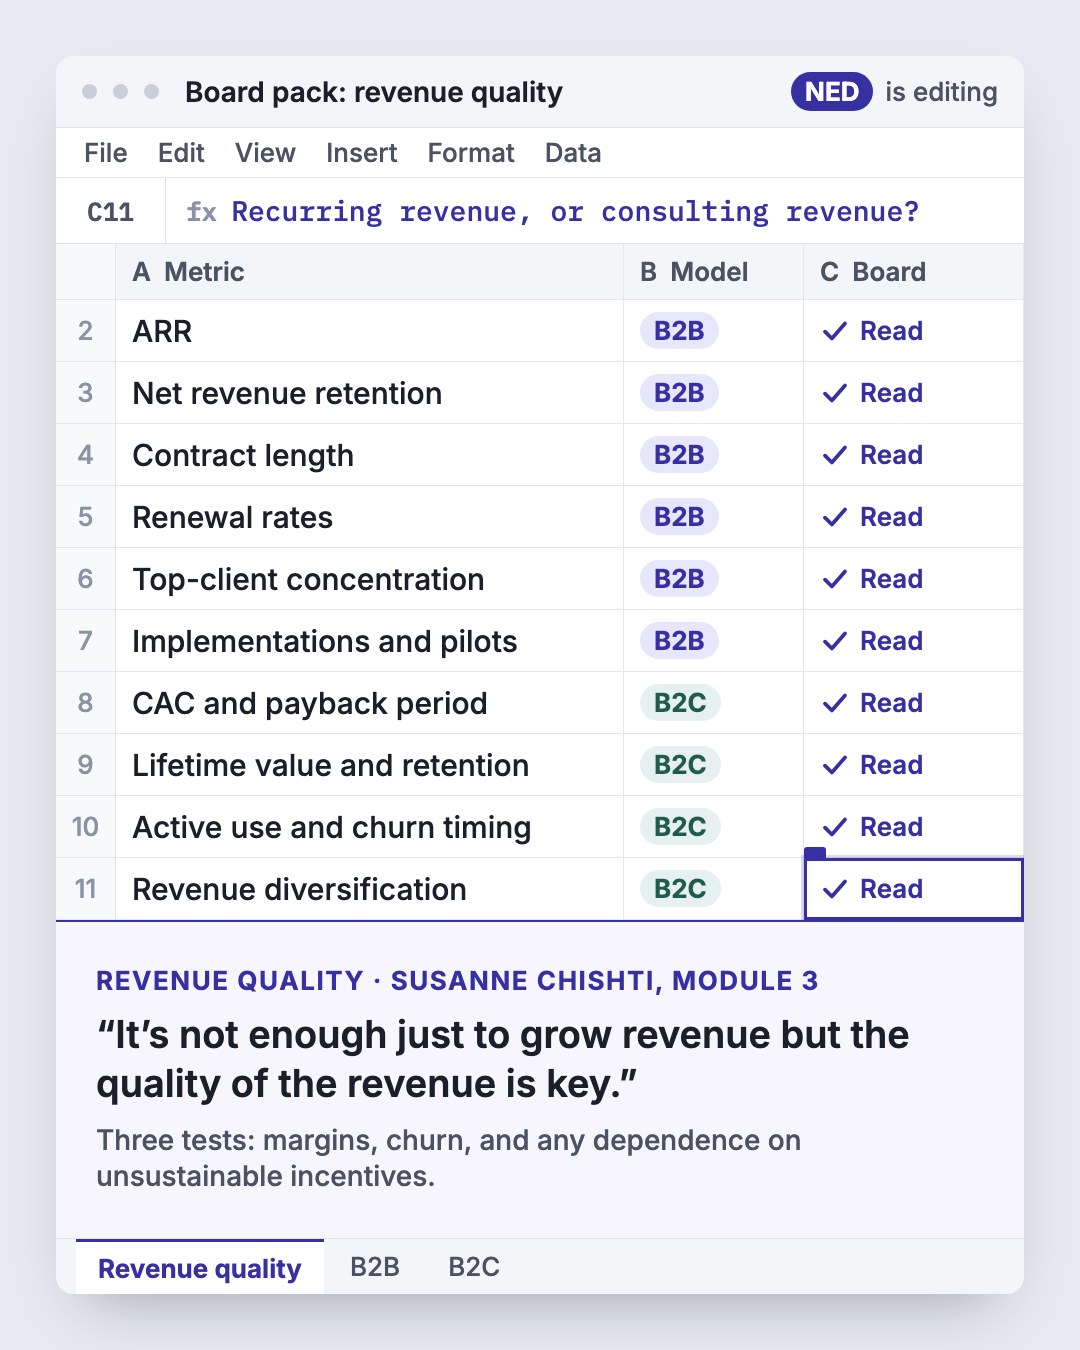 Board pack: revenue quality NED is editing
File Edit View Insert Format Data
C11 fx Recurring revenue, or consulting revenue?
A Metric B Model C Board
2 ARR B2B Read
3 Net revenue retention B2B Read
4 Contract length B2B Read
5 Renewal rates B2B Read
6 Top-client concentration B2B Read
7 Implementations and pilots B2B Read
8 CAC and payback period B2C Read
9 Lifetime value and retention B2C Read
10 Active use and churn timing B2C Read
11 Revenue diversification B2C Read
REVENUE QUALITY · SUSANNE CHISHTI, MODULE 3
“It’s not enough just to grow revenue but the
quality of the revenue is key.”
Three tests: margins, churn, and any dependence on
unsustainable incentives.
Revenue quality B2B B2C